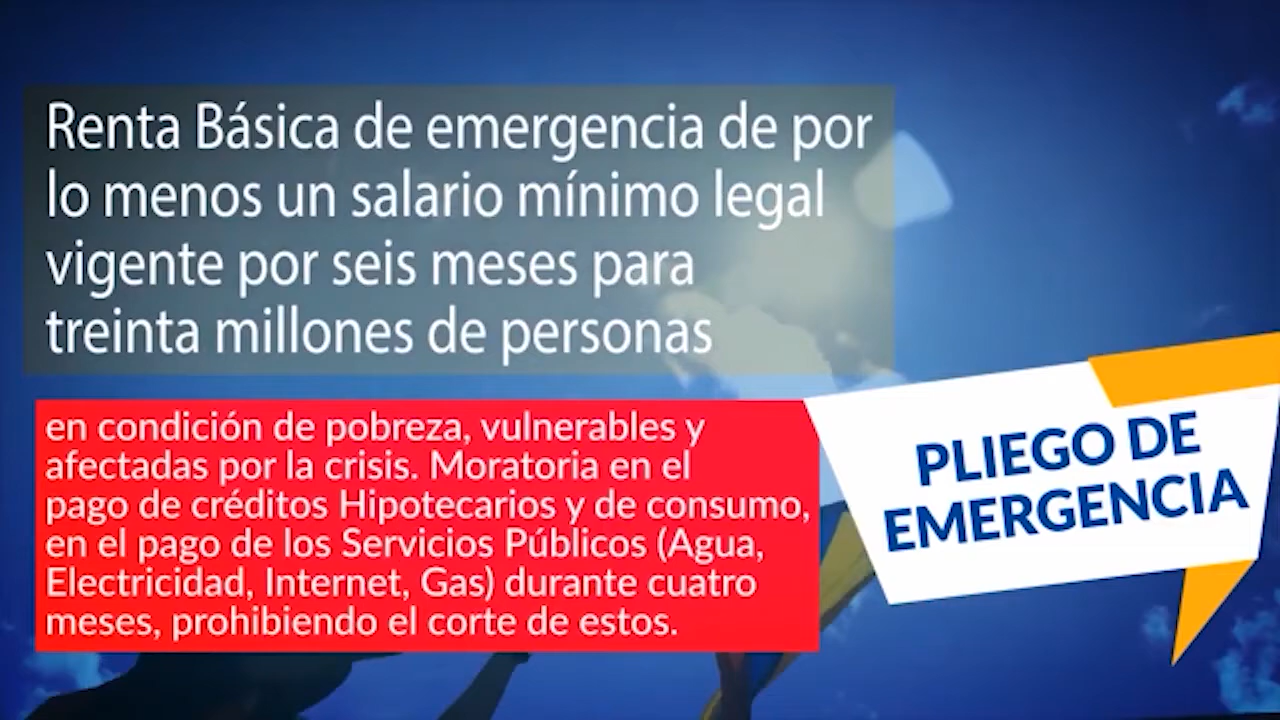 Renta Básica de emergencia de por
lo menos un salario mínimo legal
vigente por seis meses para
treinta millones de personas
en condición de pobreza, vulnerables y
afectadas por la crisis. Moratoria en el
pago de créditos Hipotecarios y de consumo,
en el pago de los Servicios Públicos (Agua,
Electricidad, Internet, Gas) durante cuatro
meses, prohibiendo el corte de estos.
PLIEGO DE
EMERGENCIA